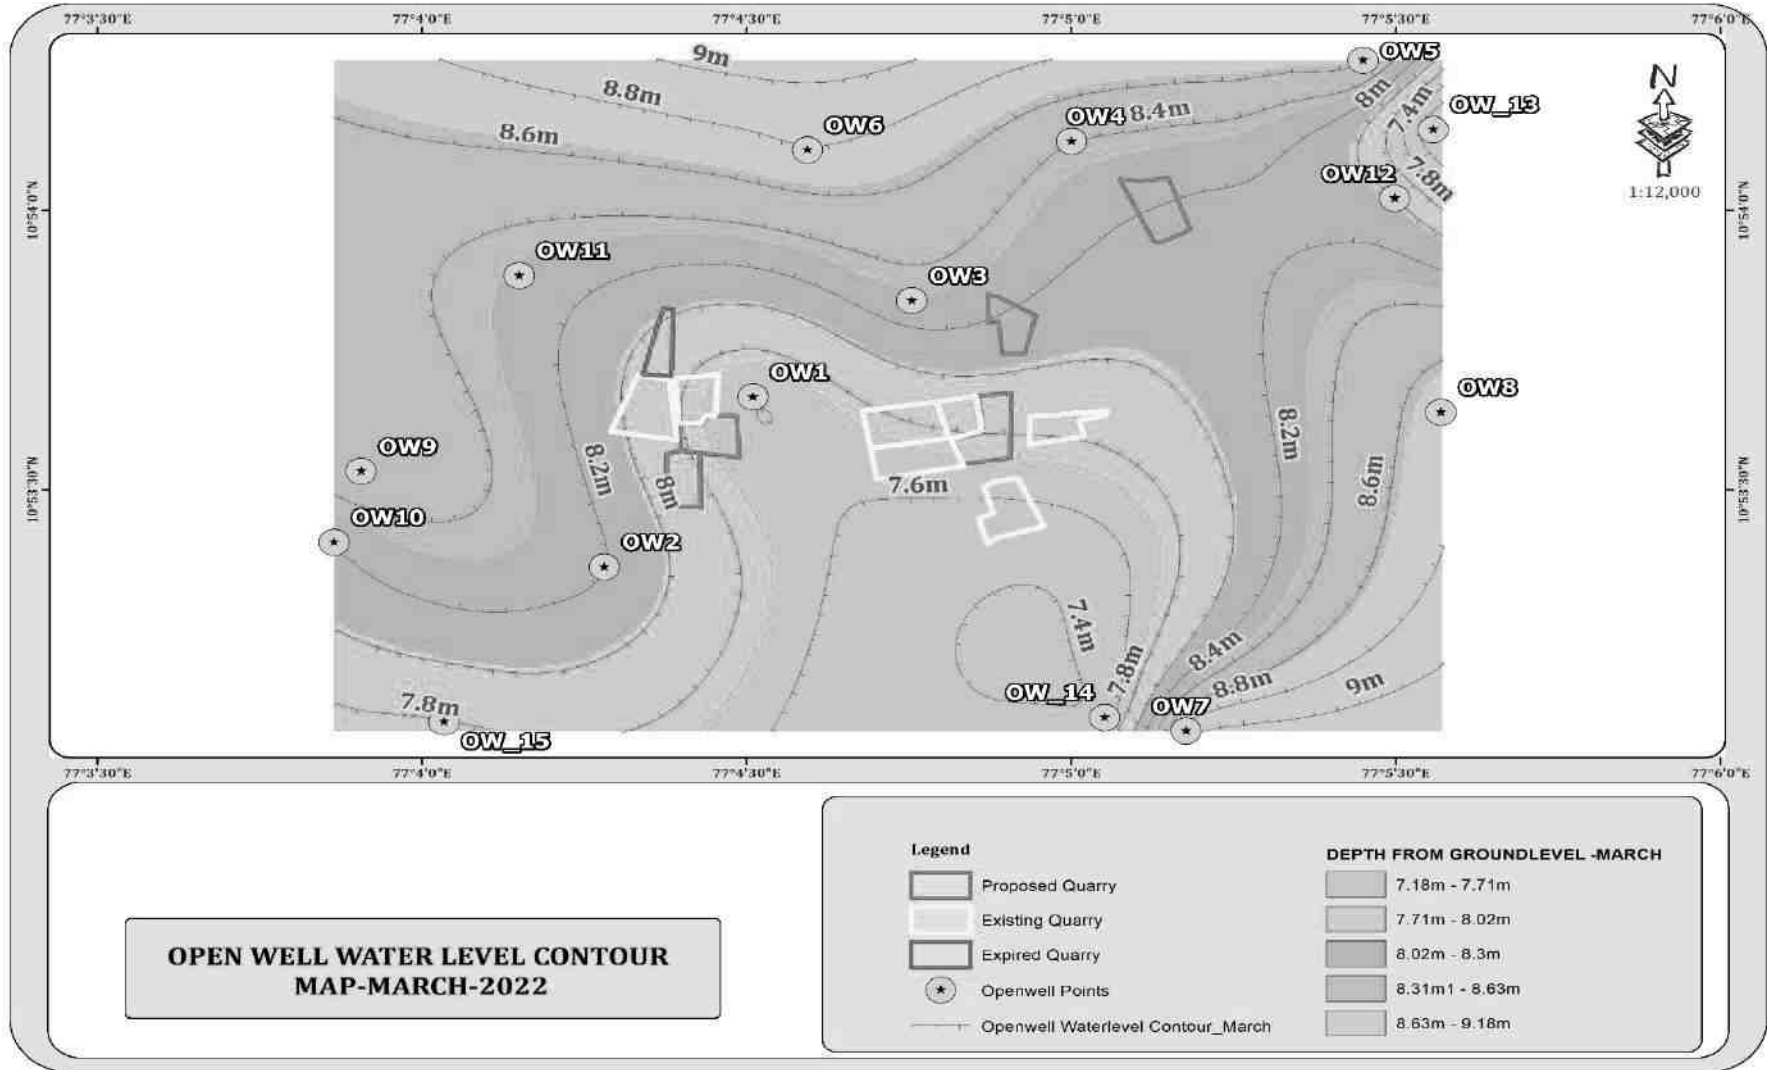 77°3'30"E 77°4'0"E 77°4'30"E 77°5'0"E 77°5'30"E 77°6'0"E
OW5
9m
8m
8.8m
7.4m
OW_13
N
OW6
OW4
8.4m
8.6m
OW12
7.8m
1:12,000
10°54'0"N
10°54'0"N
OW11
OW3
OW1
OW8
8.2m
OW9
8.2m
8m
7.6m
8.6m
10°53'30"N
10°53'30"N
OW10
OW2
7.4m
8.4m
7.8m
8.8m
9m
OW_14
OW7
7.8m
OW_15
77°3'30"E 77°4'0"E 77°4'30"E 77°5'0"E 77°5'30"E 77°6'0"E
OPEN WELL WATER LEVEL CONTOUR
MAP-MARCH-2022
Legend
Proposed Quarry
Existing Quarry
Expired Quarry
Openwell Points
Openwell Waterlevel Contour_March
DEPTH FROM GROUNDLEVEL -MARCH
7.18m - 7.71m
7.71m - 8.02m
8.02m - 8.3m
8.31m1 - 8.63m
8.63m - 9.18m